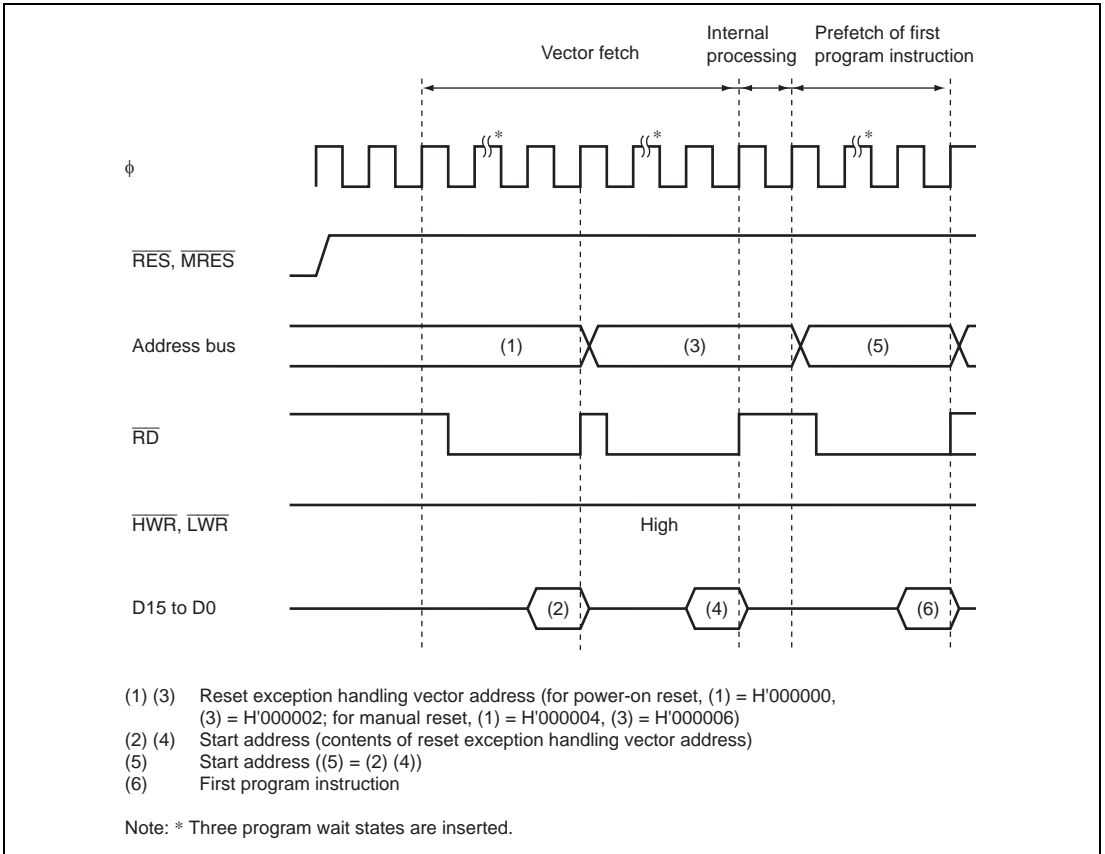 Vector fetch
Internal
processing
Prefetch of first
program instruction
* * *
ϕ
RES, MRES
Address bus
(1) (3) (5)
RD
HWR, LWR
High
D15 to D0
(2) (4) (6)
(1) (3) Reset exception handling vector address (for power-on reset, (1) = H'000000,
(3) = H'000002; for manual reset, (1) = H'000004, (3) = H'000006)
(2) (4) Start address (contents of reset exception handling vector address)
(5) Start address ((5) = (2) (4))
(6) First program instruction
Note: * Three program wait states are inserted.